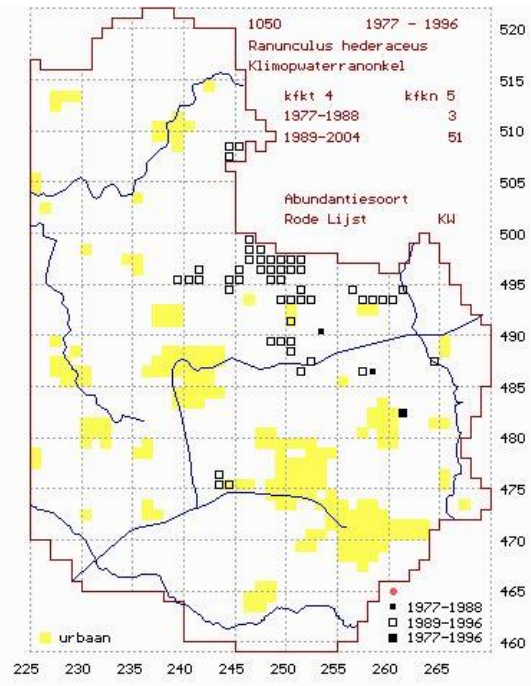 1050 1977 - 1996
Ranunculus hederaceus
Klimopwaterranonkel
kfkt 4 kfkn 5
1977-1988 3
1989-2004 51
Abundantiesoort
Rode Lijst KW
520
515
510
505
500
495
490
485
480
475
470
465
460
1977-1988
1989-1996
1977-1996
urbaan
225 230 235 240 245 250 255 260 265